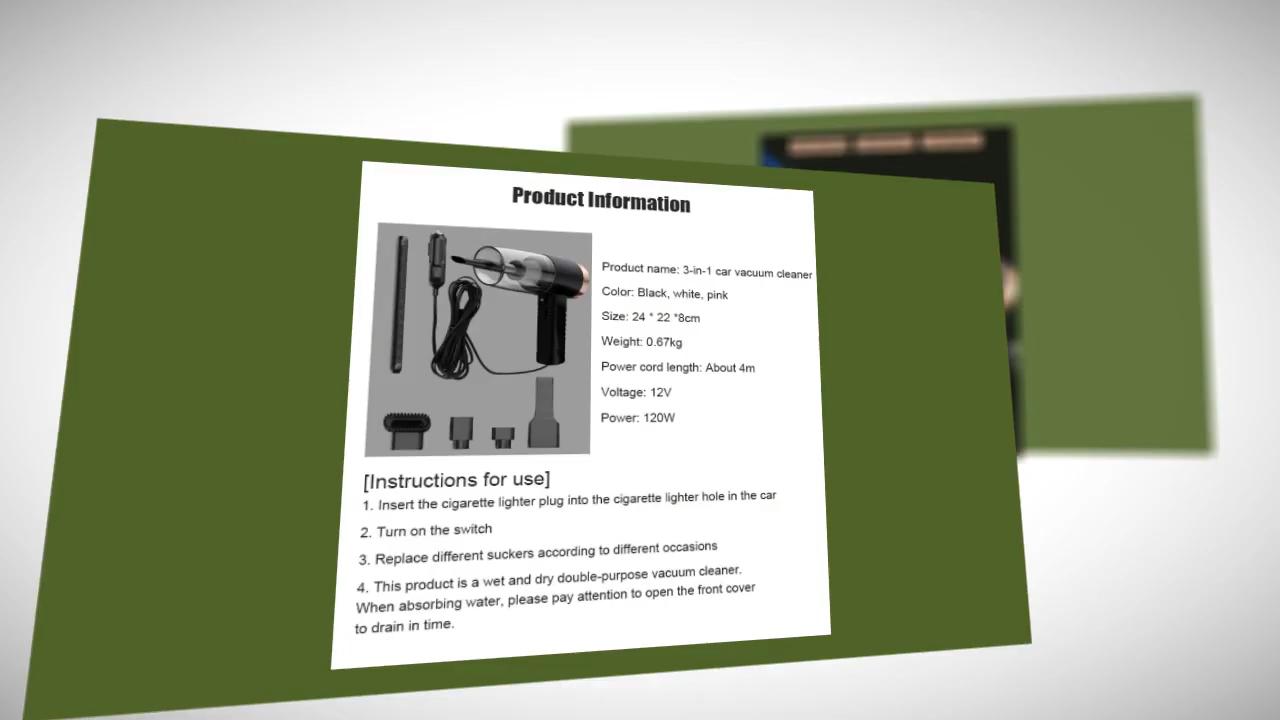 Product Information
Product name: 3-in-1 car vacuum cleaner
Color: Black, white, pink
Size: 24 * 22 *8cm
Weight: 0.67kg
Power cord length: About 4m
Voltage: 12V
Power: 120W
[Instructions for use]
1. Insert the cigarette lighter plug into the cigarette lighter hole in the car
2. Turn on the switch
3. Replace different suckers according to different occasions
4. This product is a wet and dry double-purpose vacuum cleaner.
When absorbing water, please pay attention to open the front cover
to drain in time.